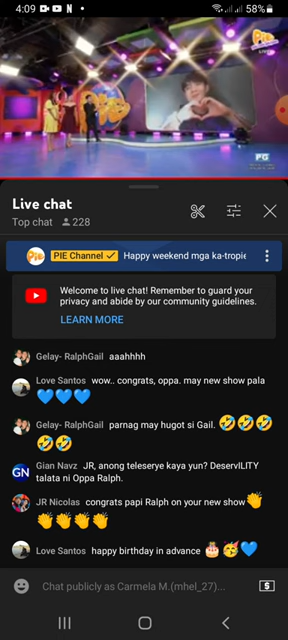 4:09
58%
PiE
PG
Live chat
Top chat 228
PiE PIE Channel Happy weekend mga ka-tropie
Welcome to live chat! Remember to guard your
privacy and abide by our community guidelines.
LEARN MORE
Gelay- RalphGail aaahhhh
Love Santos wow.. congrats, oppa. may new show pala
💙💙💙
Gelay- RalphGail parnag may hugot si Gail. 🤣🤣🤣
🤣🤣
GN Gian Navz JR, anong teleserye kaya yun? DeservILITY
talata ni Oppa Ralph.
JR Nicolas congrats papi Ralph on your new show👏
👏👏👏👏
Love Santos happy birthday in advance 🎂🥳💙
Chat publicly as Carmela M.(mhel_27)...